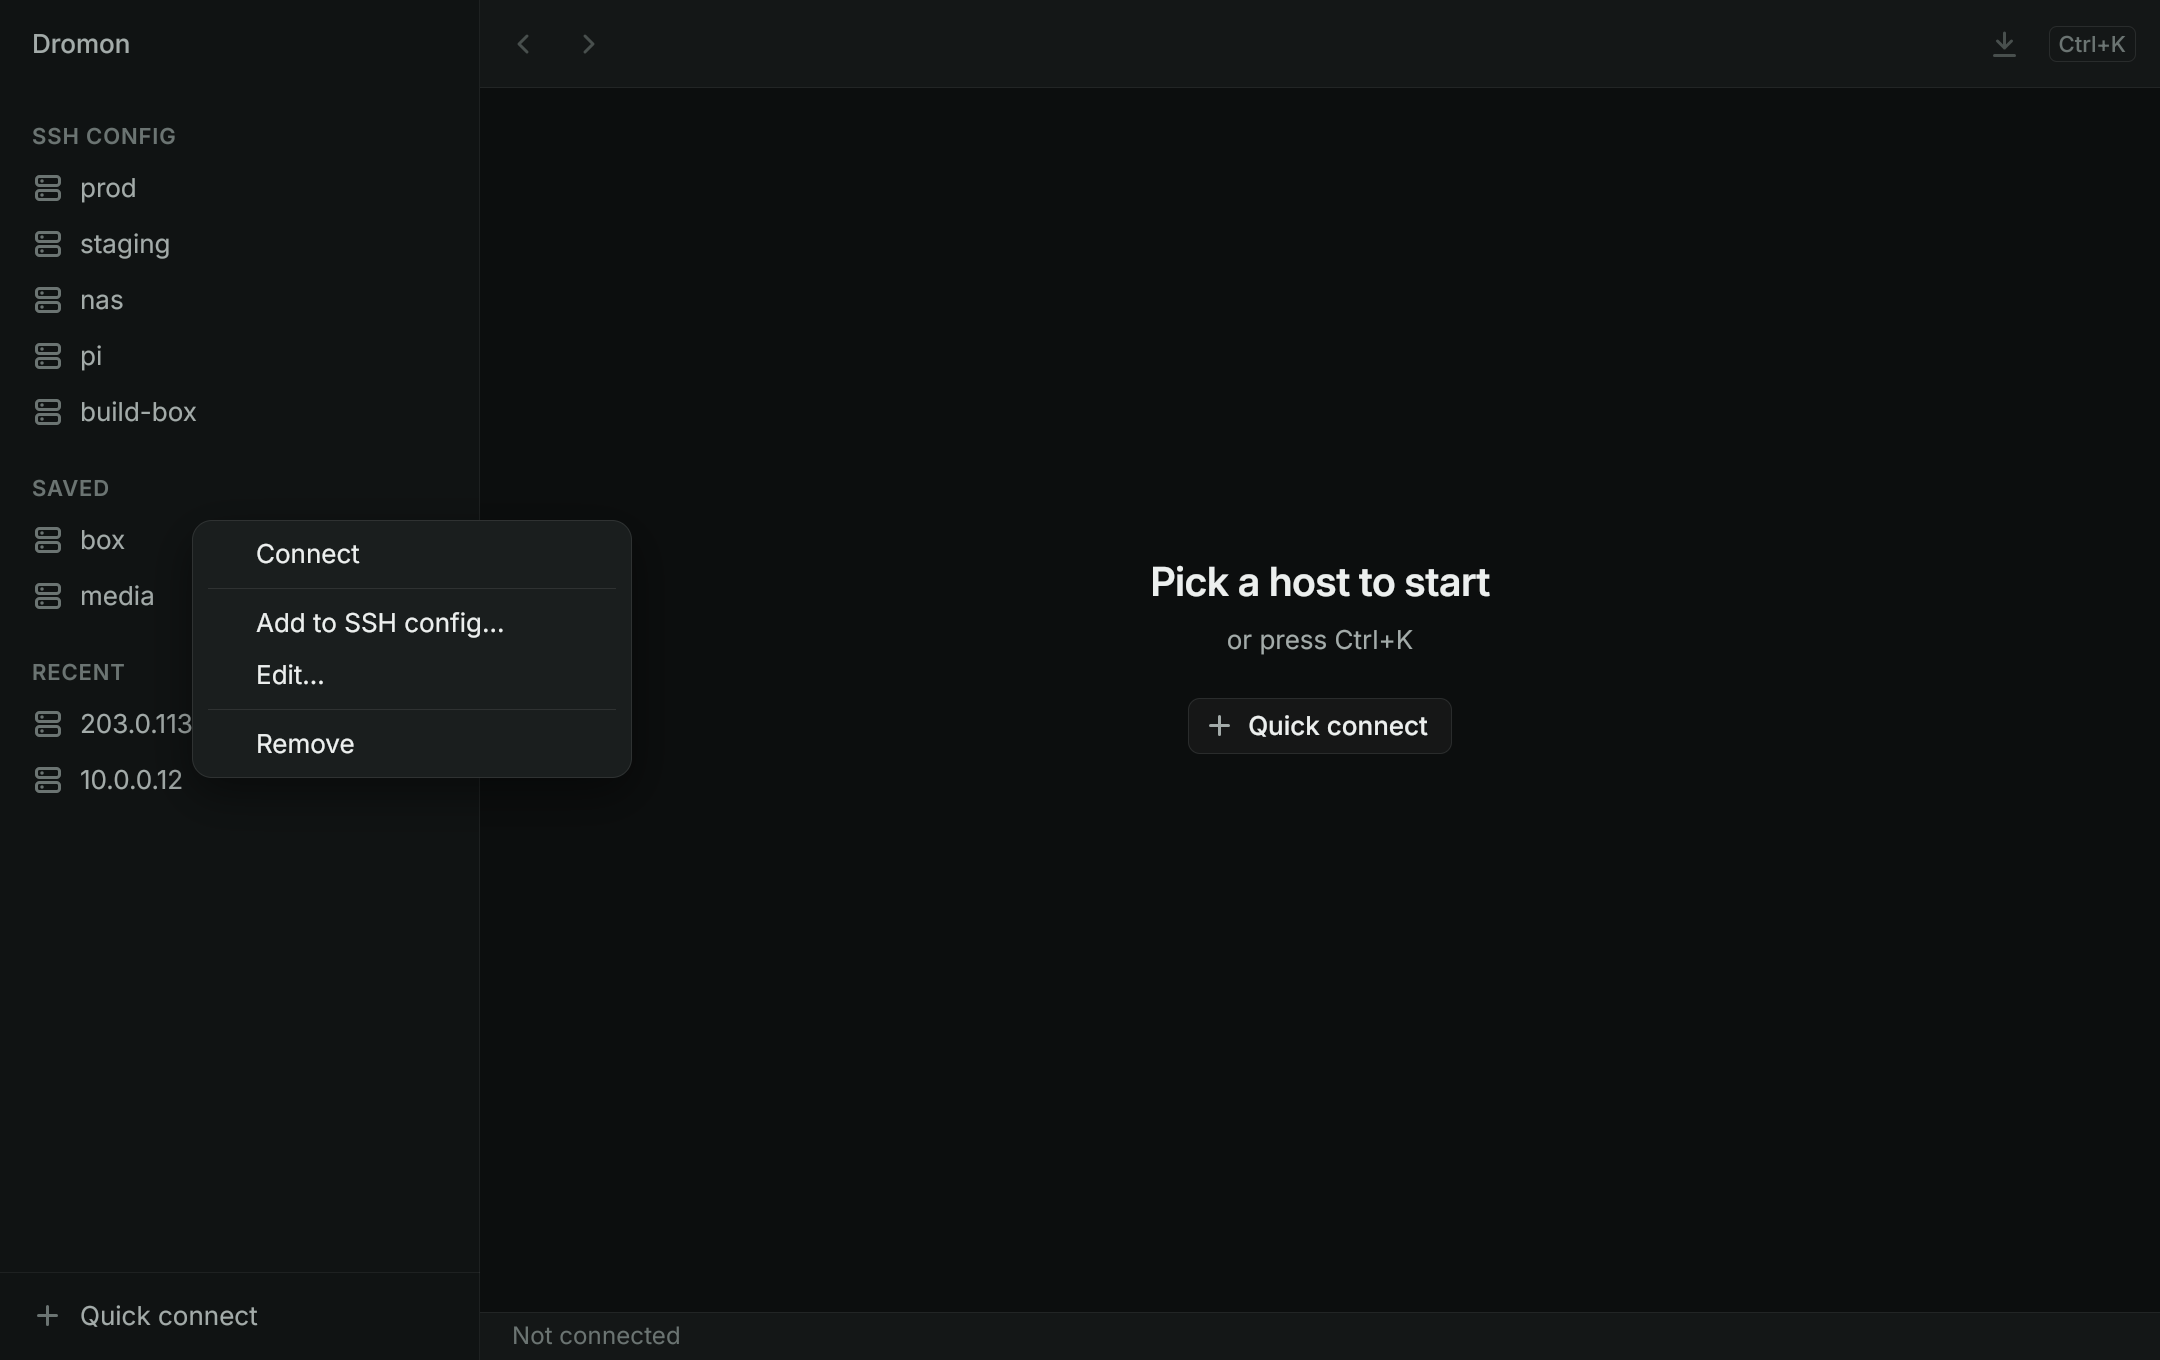 Dromon
Ctrl+K
SSH CONFIG
prod
staging
nas
pi
build-box
SAVED
box
media
RECENT
203.0.113
10.0.0.12
Connect
Add to SSH config...
Edit...
Remove
Pick a host to start
or press Ctrl+K
Quick connect
Quick connect
Not connected